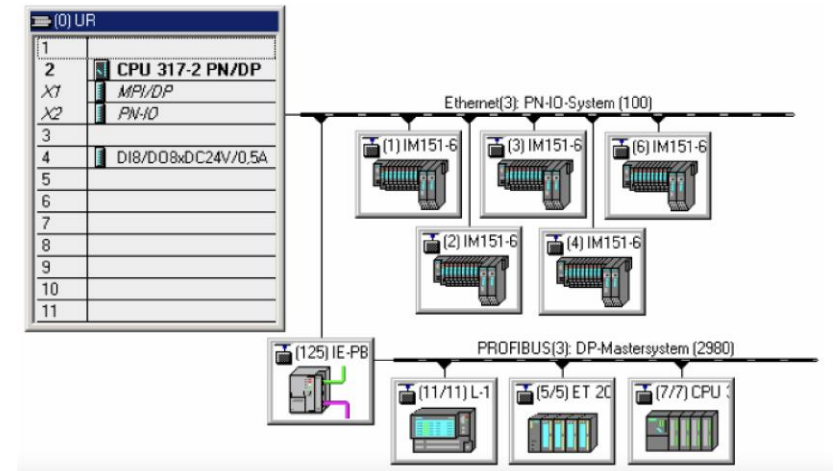 (0) UR
1
2 CPU 317-2 PN/DP
X1 MPI/DP
X2 PN-IO
3
4 DI8/DO8xDC24V/0,5A
5
6
7
8
9
10
11
Ethernet(3): PN-IO-System (100)
(1) IM151-6
(3) IM151-6
(6) IM151-6
(2) IM151-6
(4) IM151-6
(125) IE-PB
PROFIBUS(3): DP-Mastersystem (2980)
(11/11) L-1
(5/5) ET 20
(7/7) CPU